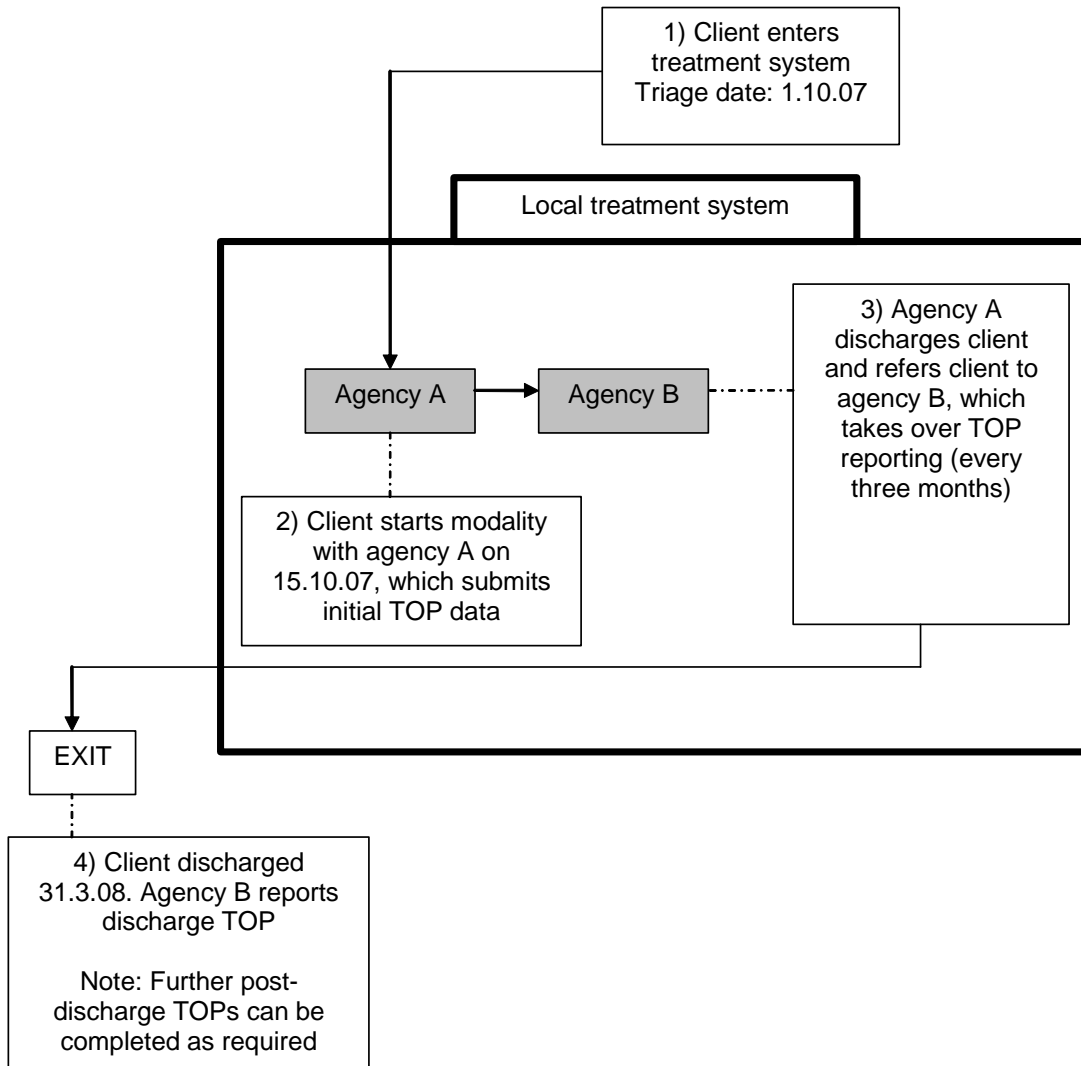 1) Client enters
treatment system
Triage date: 1.10.07
Local treatment system
Agency A
Agency B
3) Agency A
discharges client
and refers client to
agency B, which
takes over TOP
reporting (every
three months)
2) Client starts modality
with agency A on
15.10.07, which submits
initial TOP data
EXIT
4) Client discharged
31.3.08. Agency B reports
discharge TOP
Note: Further post-
discharge TOPs can be
completed as required